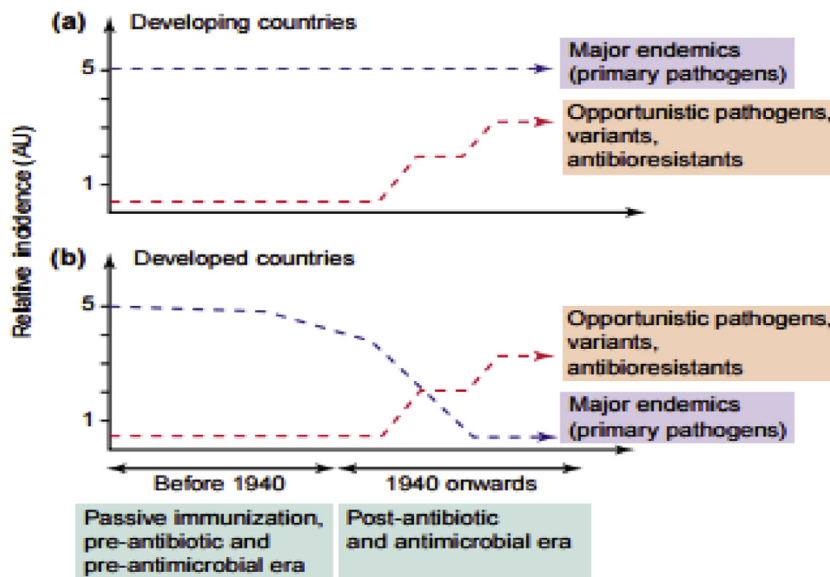 (a) Developing countries
Major endemics
(primary pathogens)
5
Opportunistic pathogens,
variants,
antibioresistants
1
Relative incidence (AU)
(b) Developed countries
5
Opportunistic pathogens,
variants,
antibioresistants
1
Major endemics
(primary pathogens)
Before 1940
1940 onwards
Passive immunization,
pre-antibiotic and
pre-antimicrobial era
Post-antibiotic
and antimicrobial era